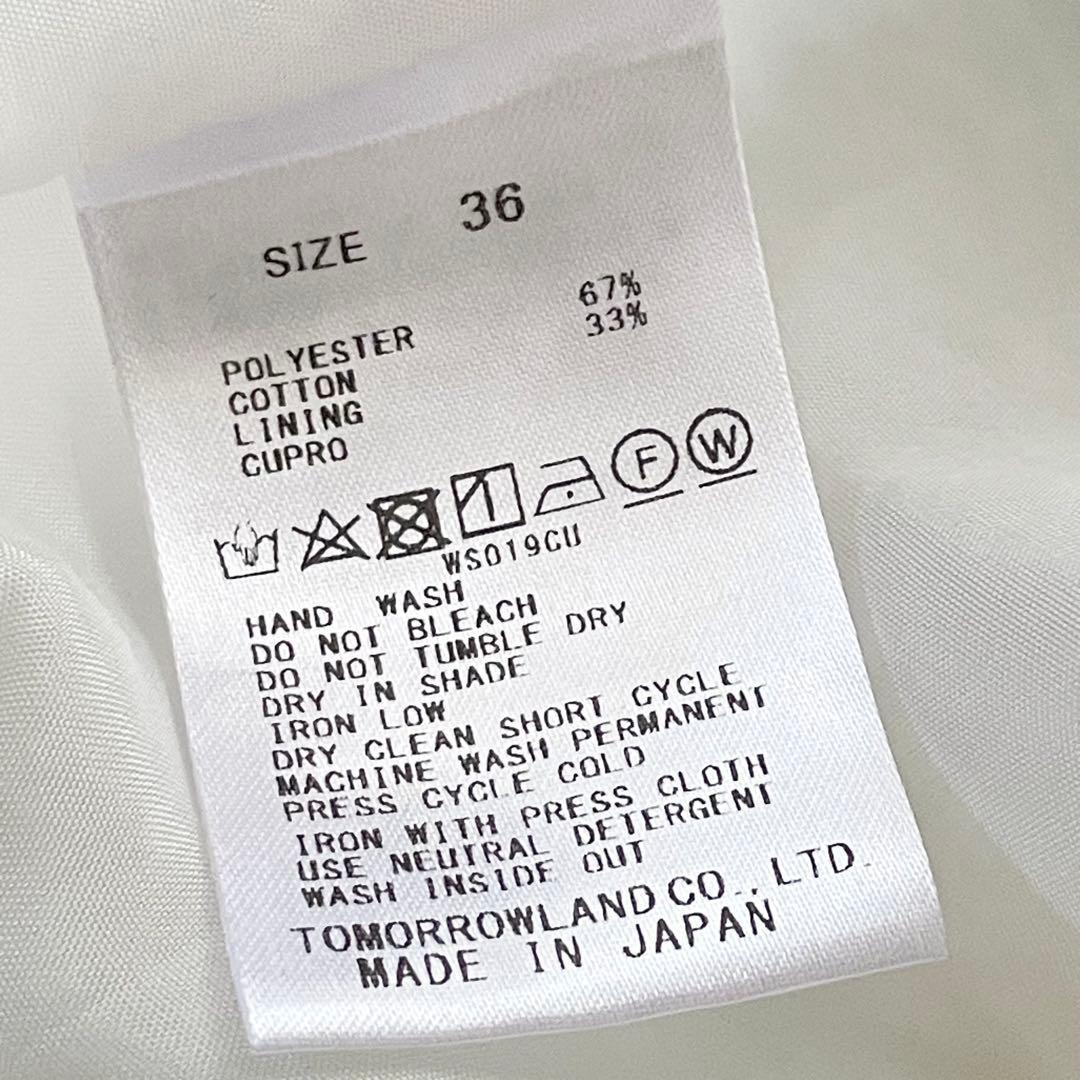 SIZE 36
POLYESTER 67%
COTTON 33%
LINING
CUPRO
F W
WS019CU
HAND WASH
DO NOT BLEACH
DO NOT TUMBLE DRY
DRY IN SHADE
IRON LOW
DRY CLEAN SHORT CYCLE
MACHINE WASH PERMANENT
PRESS CYCLE COLD
IRON WITH PRESS CLOTH
USE NEUTRAL DETERGENT
WASH INSIDE OUT
TOMORROWLAND CO., LTD.
MADE IN JAPAN